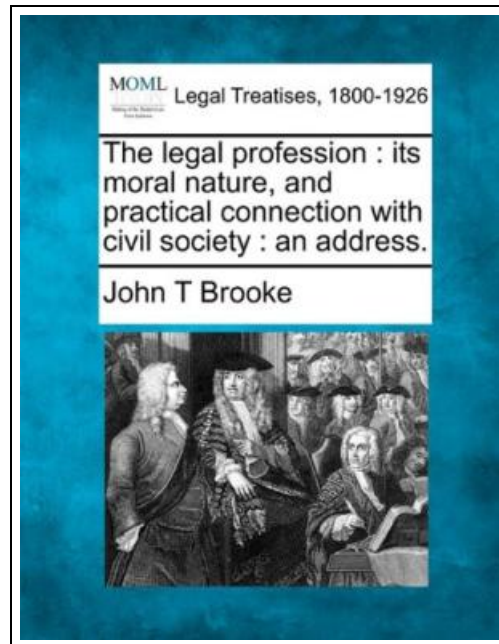 MOML
Legal Treatises, 1800-1926
The legal profession : its
moral nature, and
practical connection with
civil society : an address.
John T Brooke